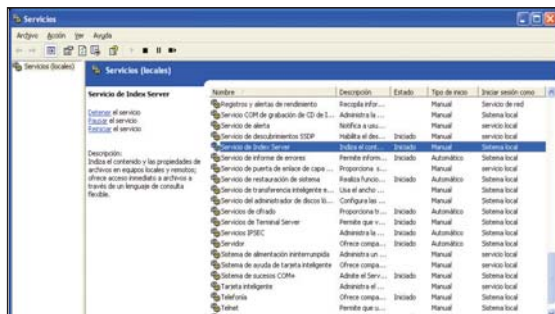 Servicios
Archivo Acción Ver Ayuda
Servicios (locales)
Servicios (locales)
Servicio de Index Server
Detener el servicio
Pausar el servicio
Reiniciar el servicio
Descripción:
Indiza el contenido y las propiedades de
archivos en equipos locales y remotos;
ofrece acceso inmediato a archivos a
través de un lenguaje de consulta
flexible.
Nombre Descripción Estado Tipo de inicio Iniciar sesión como
Registros y alertas de rendimiento Recopila infor... Manual Servicio de red
Servicio COM de grabación de CD de I... Administra la ... Manual Sistema local
Servicio de alerta Notifica a usu... Manual servicio local
Servicio de descubrimientos SSDP Habilita el des... Iniciado Manual servicio local
Servicio de Index Server Indiza el cont... Iniciado Manual Sistema local
Servicio de informe de errores Permite inform... Iniciado Automático Sistema local
Servicio de puerta de enlace de capa ... Proporciona s... Manual servicio local
Servicio de restauración de sistema Realiza funcio... Iniciado Automático Sistema local
Servicio de transferencia inteligente e... Usa el ancho ... Manual Sistema local
Servicio del administrador de discos ló... Configura las ... Manual Sistema local
Servicios de cifrado Proporciona tr... Iniciado Automático Sistema local
Servicios de Terminal Server Permite que v... Iniciado Manual Sistema local
Servicios IPSEC Administra la ... Iniciado Automático Sistema local
Servidor Ofrece compa... Iniciado Automático Sistema local
Sistema de alimentación ininterrumpida Administra un ... Manual servicio local
Sistema de ayuda de tarjeta inteligente Ofrece compa... Manual servicio local
Sistema de sucesos COM+ Admite el Serv... Iniciado Manual Sistema local
Tarjeta inteligente Administra el ... Manual servicio local
Telefonía Ofrece compa... Iniciado Manual Sistema local
Telnet Permite que u... Manual Sistema local